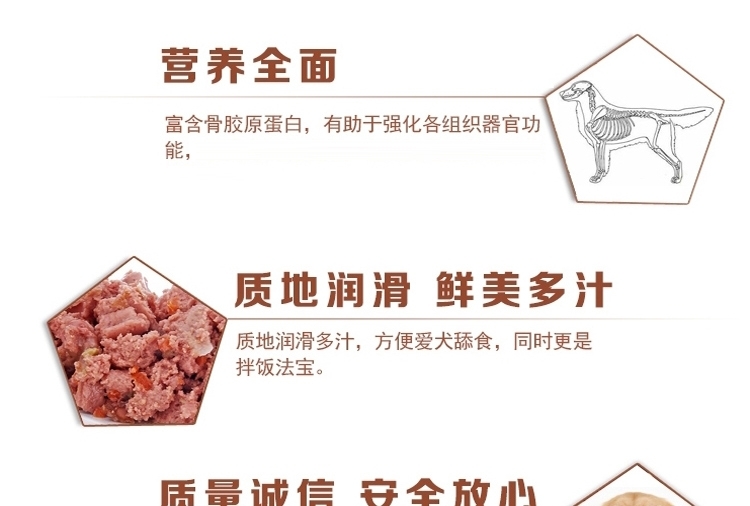 营养全面
富含骨胶原蛋白，有助于强化各组织器官功
能，
质地润滑 鲜美多汁
质地润滑多汁，方便爱犬舔食，同时更是
拌饭法宝。
质量诚信 安全放心